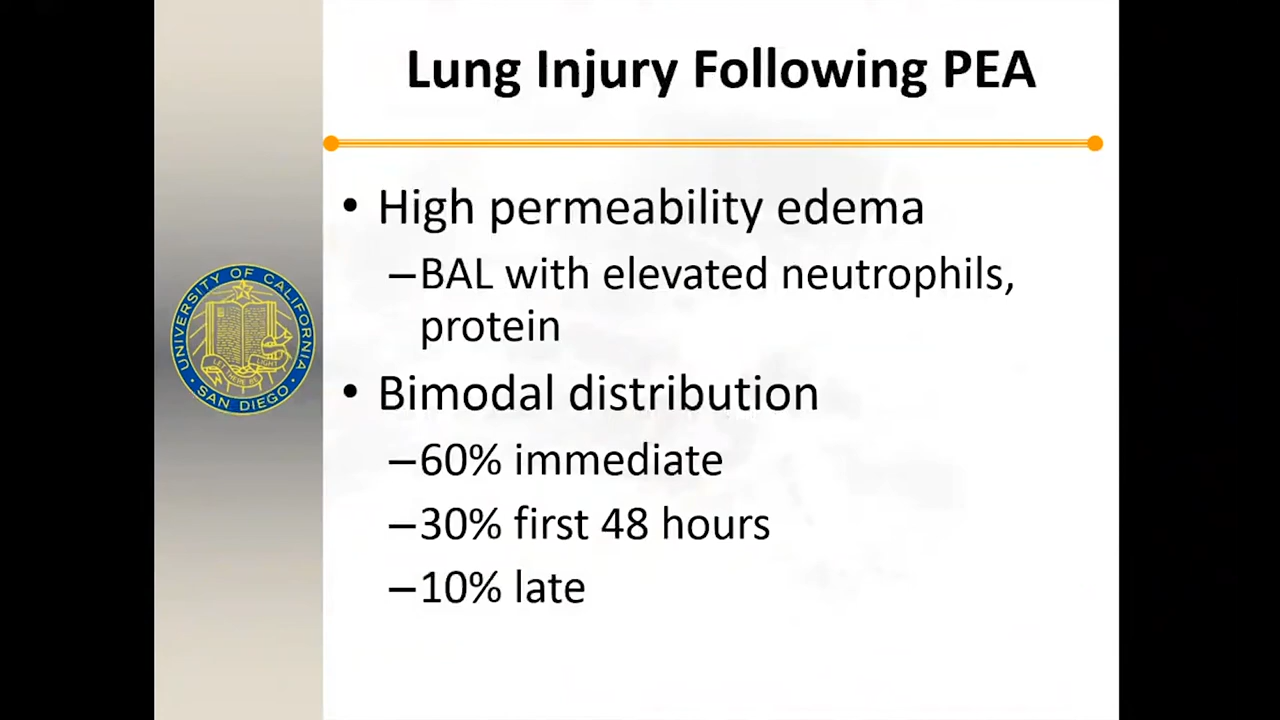 Lung Injury Following PEA
• High permeability edema
–BAL with elevated neutrophils,
protein
• Bimodal distribution
–60% immediate
–30% first 48 hours
–10% late
UNIVERSITY OF CALIFORNIA
SAN DIEGO